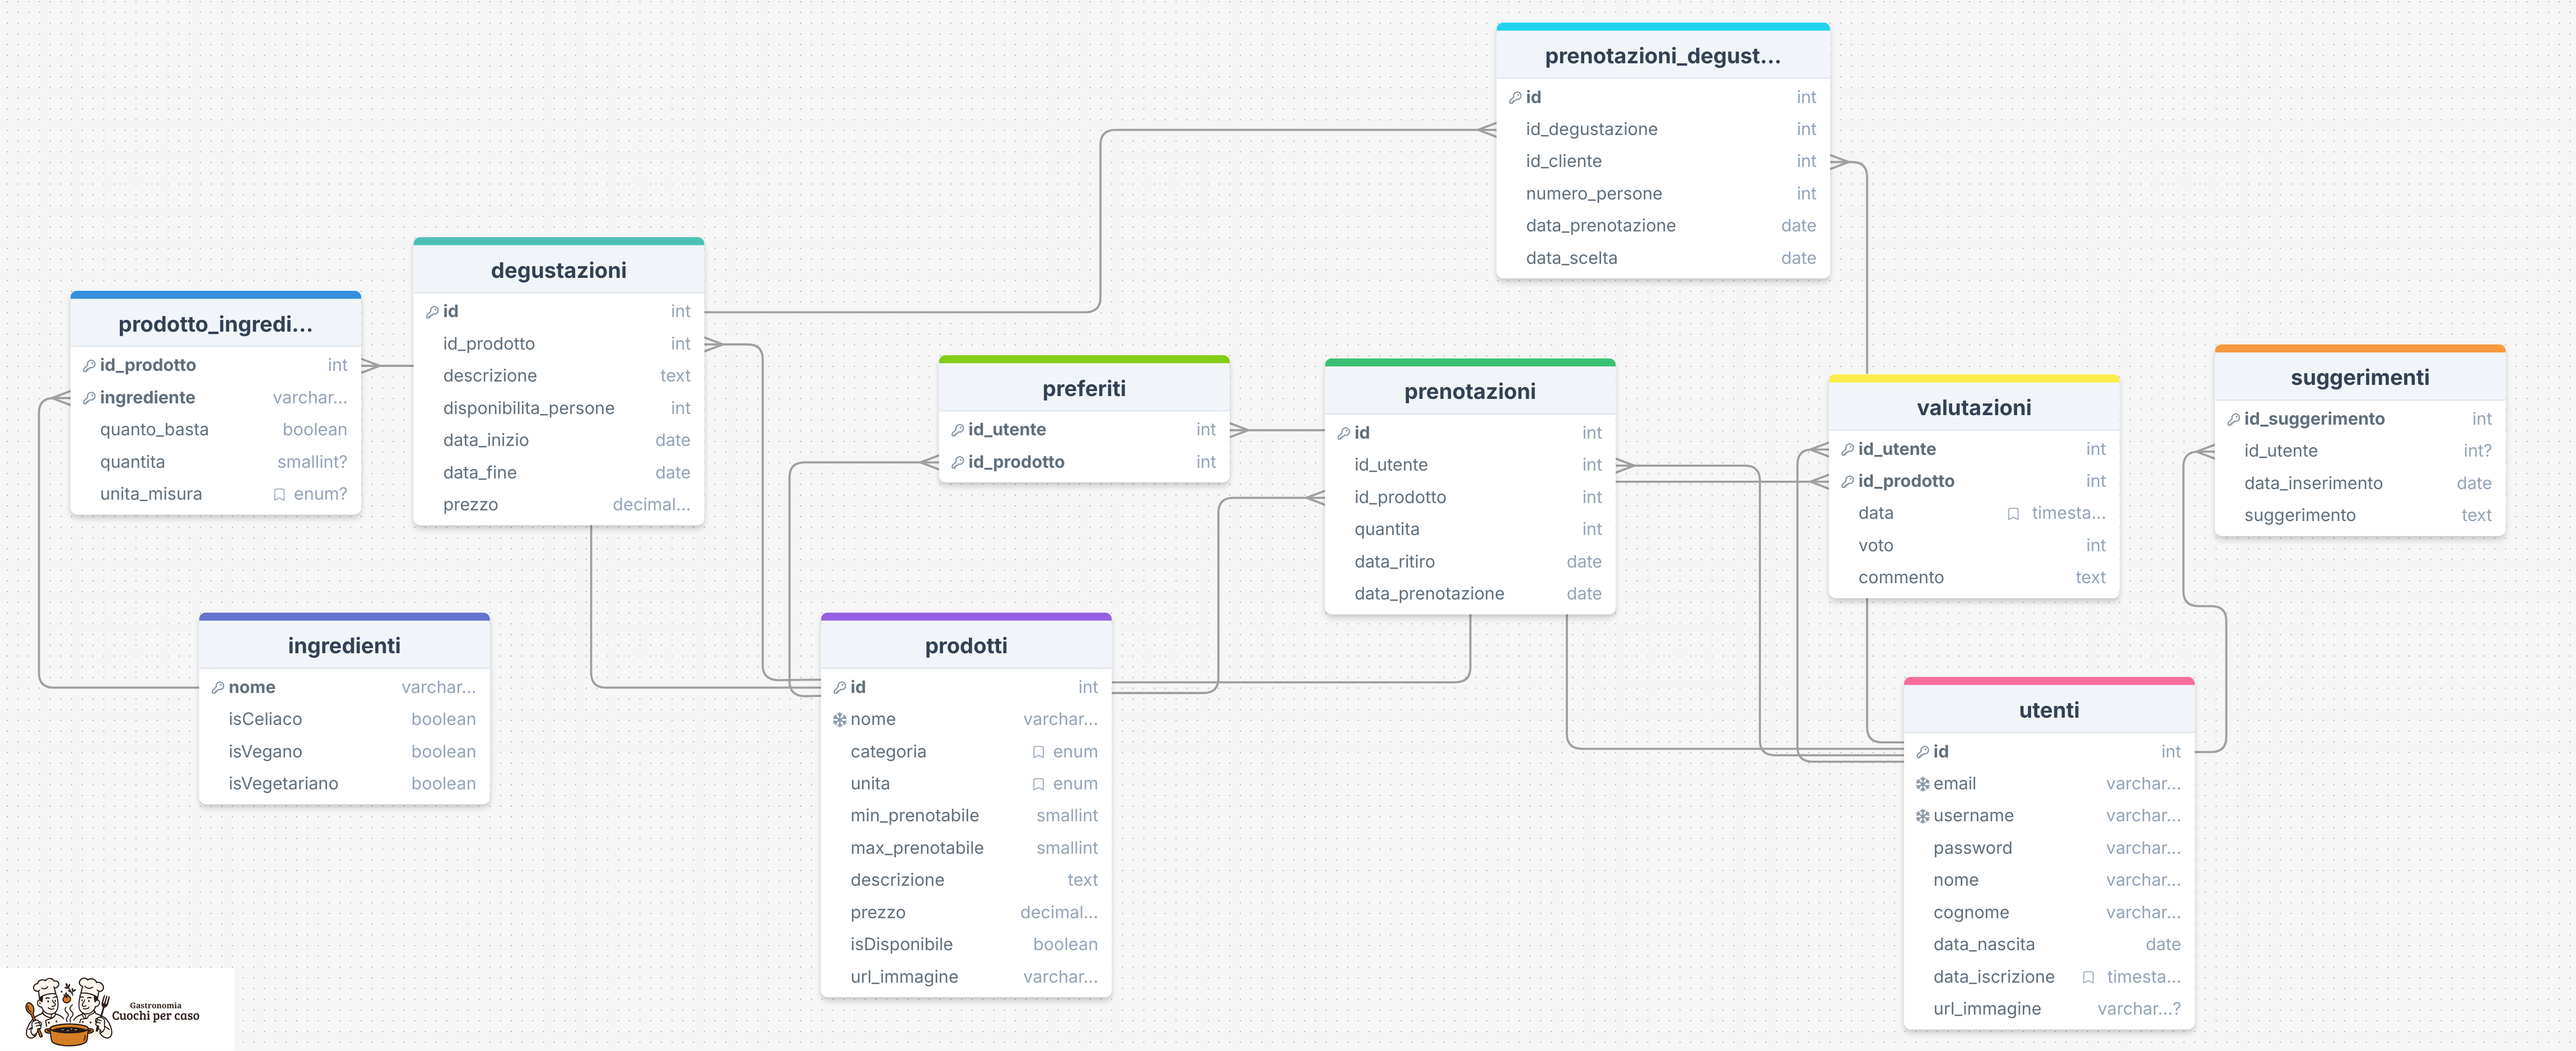 prenotazioni_degust...
id int
id_degustazione int
id_cliente int
numero_persone int
data_prenotazione date
data_scelta date
degustazioni
id int
id_prodotto int
descrizione text
disponibilita_persone int
data_inizio date
data_fine date
prezzo decimal...
prodotto_ingredi...
id_prodotto int
ingrediente varchar...
quanto_basta boolean
quantita smallint?
unita_misura enum?
preferiti
id_utente int
id_prodotto int
prenotazioni
id int
id_utente int
id_prodotto int
quantita int
data_ritiro date
data_prenotazione date
valutazioni
id_utente int
id_prodotto int
data timesta...
voto int
commento text
suggerimenti
id_suggerimento int
id_utente int?
data_inserimento date
suggerimento text
ingredienti
nome varchar...
isCeliaco boolean
isVegano boolean
isVegetariano boolean
prodotti
id int
nome varchar...
categoria enum
unita enum
min_prenotabile smallint
max_prenotabile smallint
descrizione text
prezzo decimal...
isDisponibile boolean
url_immagine varchar...
utenti
id int
email varchar...
username varchar...
password varchar...
nome varchar...
cognome varchar...
data_nascita date
data_iscrizione timesta...
url_immagine varchar...?
Gastronomia
Cuochi per caso